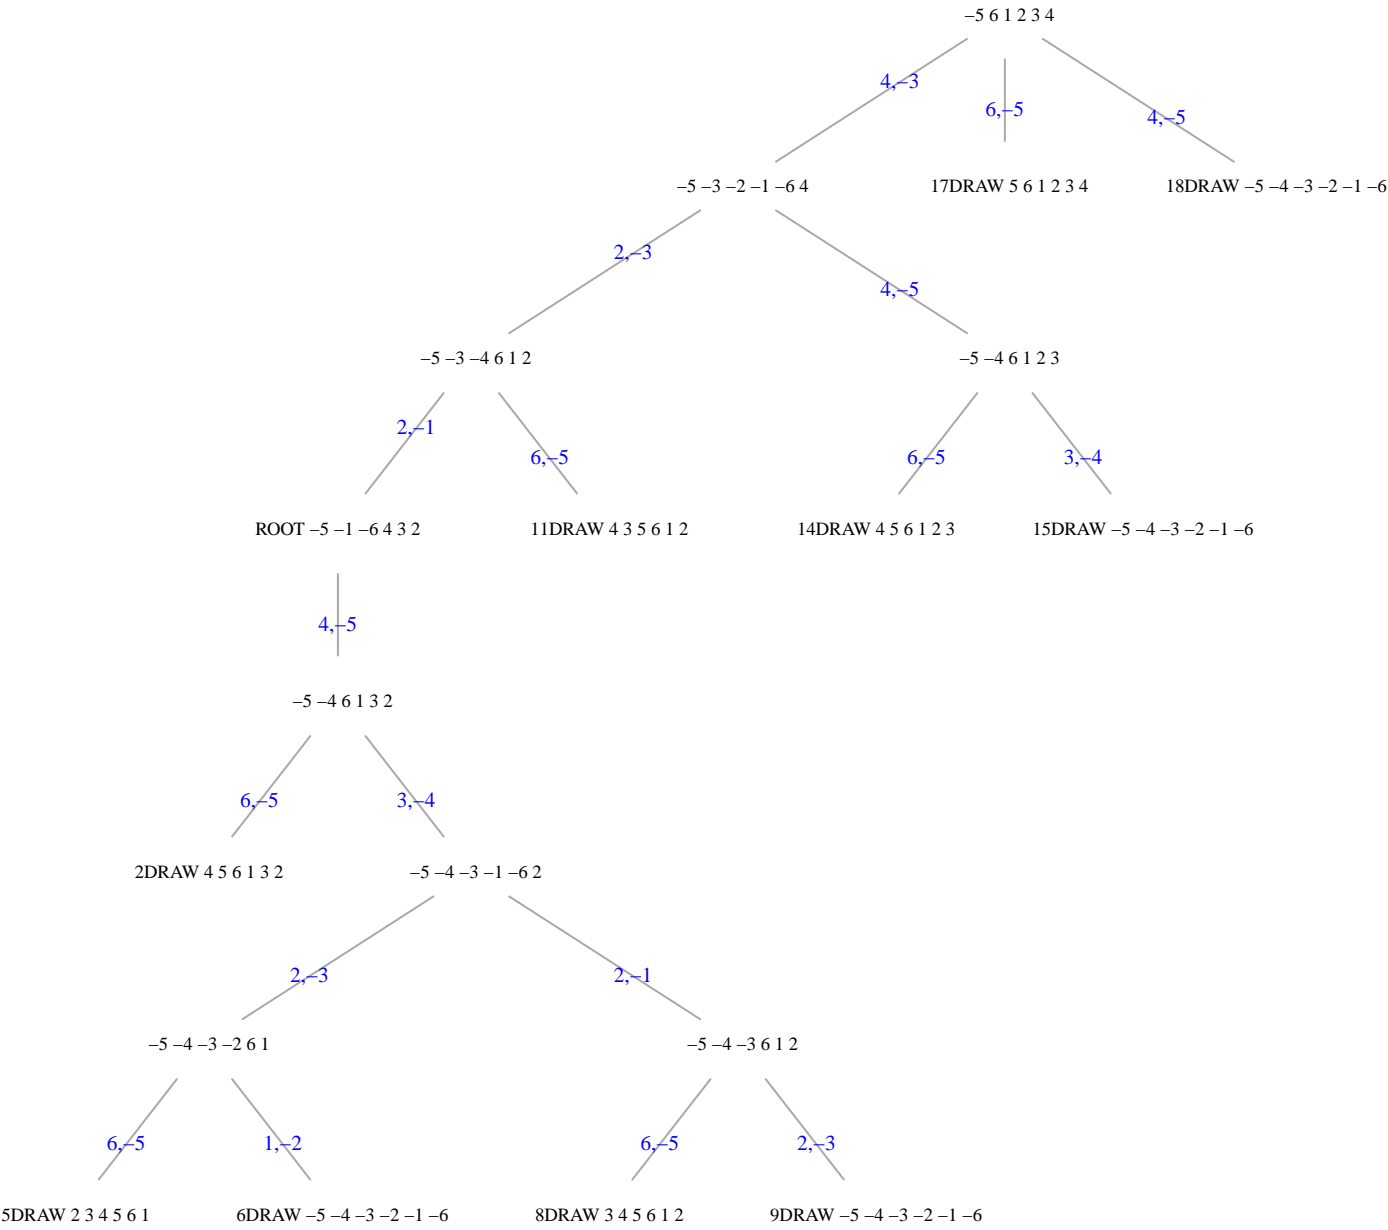 –5 6 1 2 3 4
4,–3
6,–5
4,–5
–5 –3 –2 –1 –6 4
17DRAW 5 6 1 2 3 4
18DRAW –5 –4 –3 –2 –1 –6
2,–3
4,–5
–5 –3 –4 6 1 2
–5 –4 6 1 2 3
2,–1
6,–5
6,–5
3,–4
ROOT –5 –1 –6 4 3 2
11DRAW 4 3 5 6 1 2
14DRAW 4 5 6 1 2 3
15DRAW –5 –4 –3 –2 –1 –6
4,–5
–5 –4 6 1 3 2
6,–5
3,–4
2DRAW 4 5 6 1 3 2
–5 –4 –3 –1 –6 2
2,–3
2,–1
–5 –4 –3 –2 6 1
–5 –4 –3 6 1 2
6,–5
1,–2
6,–5
2,–3
5DRAW 2 3 4 5 6 1
6DRAW –5 –4 –3 –2 –1 –6
8DRAW 3 4 5 6 1 2
9DRAW –5 –4 –3 –2 –1 –6